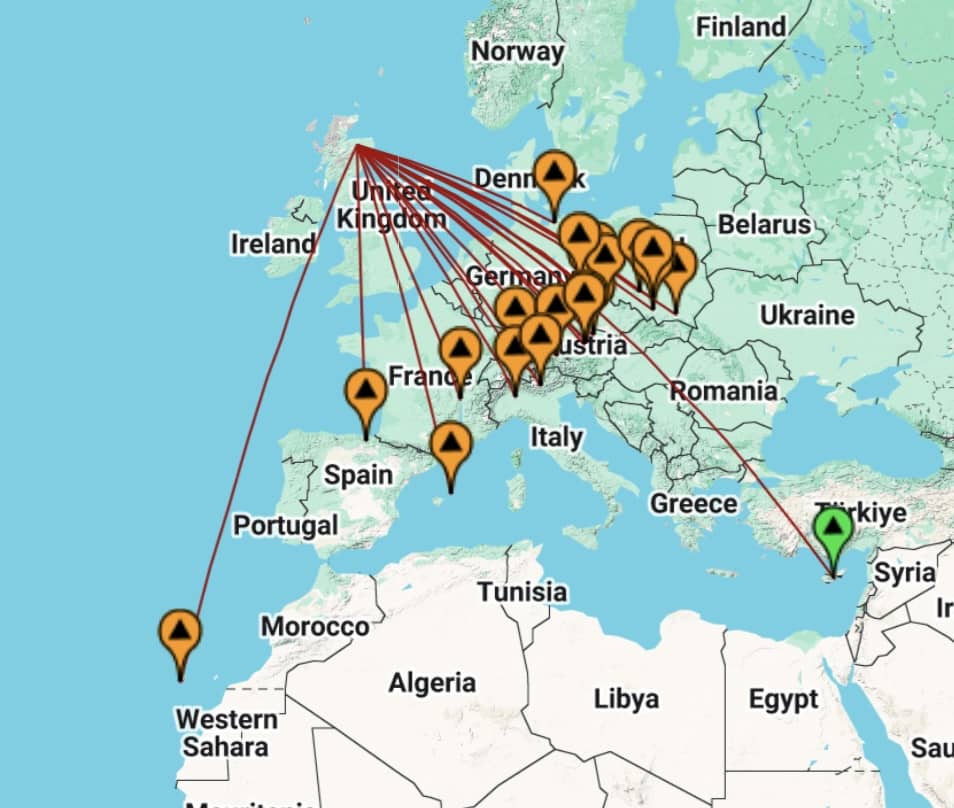 Finland
Norway
Denmark
United
Kingdom
Belarus
Ireland
Germany
Ukraine
Austria
France
Romania
Italy
Spain
Greece
Türkiye
Portugal
Syria
Tunisia
Ir
Morocco
Algeria
Libya
Egypt
Western
Sahara
Sau
Mauritania